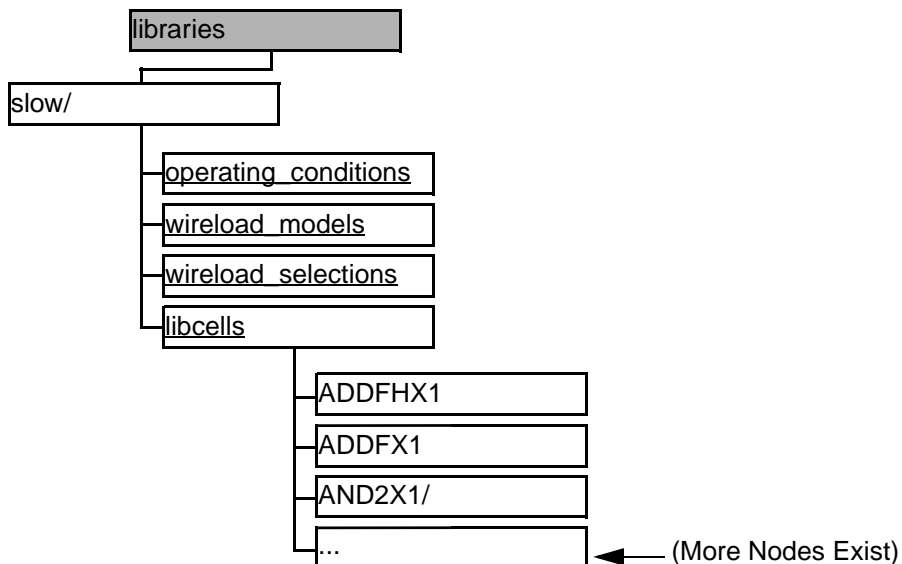 libraries
slow/
operating_conditions
wireload_models
wireload_selections
libcells
ADDFHX1
ADDFX1
AND2X1/
...
(More Nodes Exist)